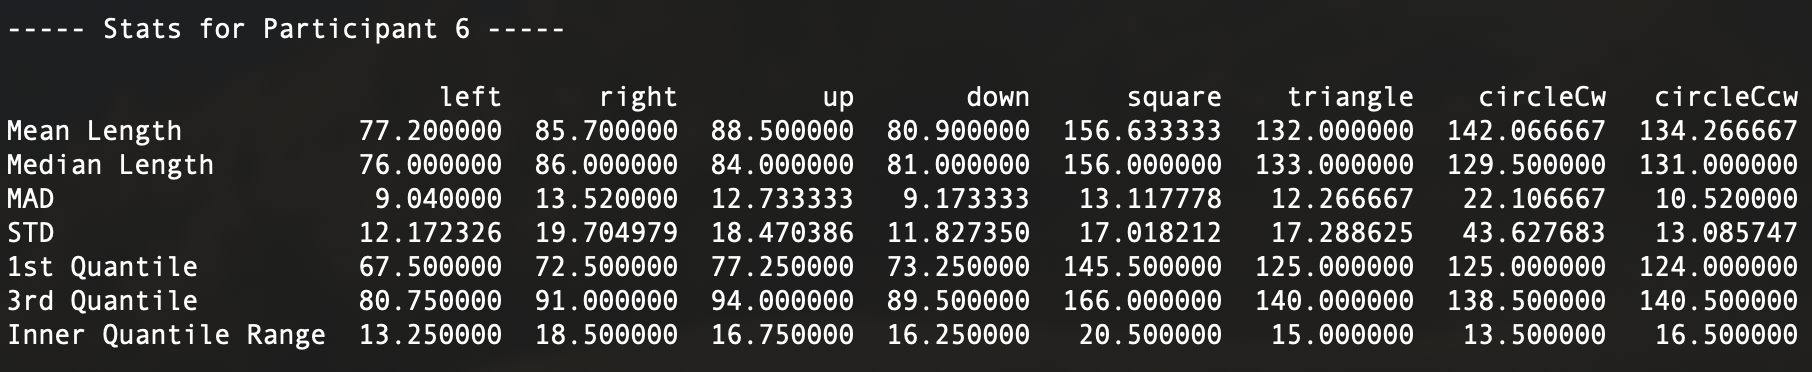 ----- Stats for Participant 6 -----
left right up down square triangle circleCw circleCcw
Mean Length 77.200000 85.700000 88.500000 80.900000 156.633333 132.000000 142.066667 134.266667
Median Length 76.000000 86.000000 84.000000 81.000000 156.000000 133.000000 129.500000 131.000000
MAD 9.040000 13.520000 12.733333 9.173333 13.117778 12.266667 22.106667 10.520000
STD 12.172326 19.704979 18.470386 11.827350 17.018212 17.288625 43.627683 13.085747
1st Quantile 67.500000 72.500000 77.250000 73.250000 145.500000 125.000000 125.000000 124.000000
3rd Quantile 80.750000 91.000000 94.000000 89.500000 166.000000 140.000000 138.500000 140.500000
Inner Quantile Range 13.250000 18.500000 16.750000 16.250000 20.500000 15.000000 13.500000 16.500000